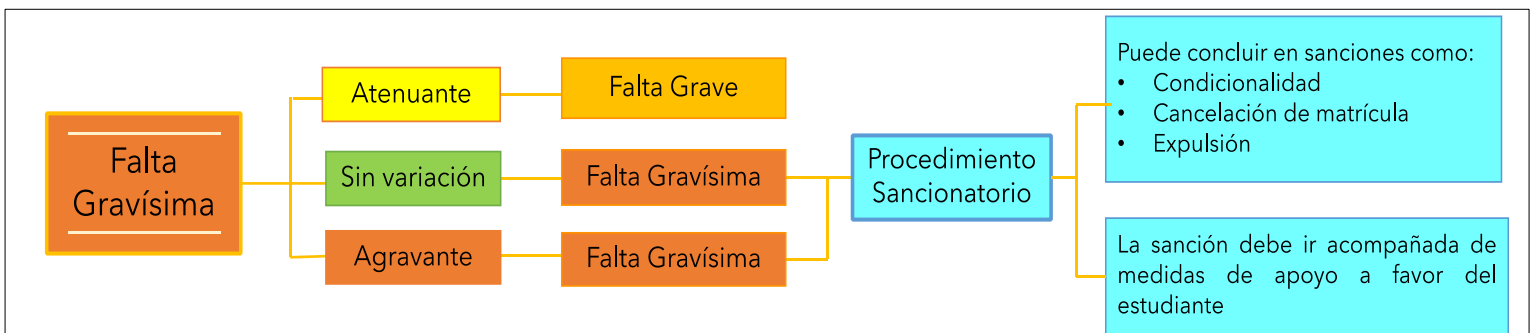 Falta
Gravísima
Atenuante
Falta Grave
Sin variación
Falta Gravísima
Agravante
Falta Gravísima
Procedimiento
Sancionatorio
Puede concluir en sanciones como:
• Condicionalidad
• Cancelación de matrícula
• Expulsión
La sanción debe ir acompañada de
medidas de apoyo a favor del
estudiante